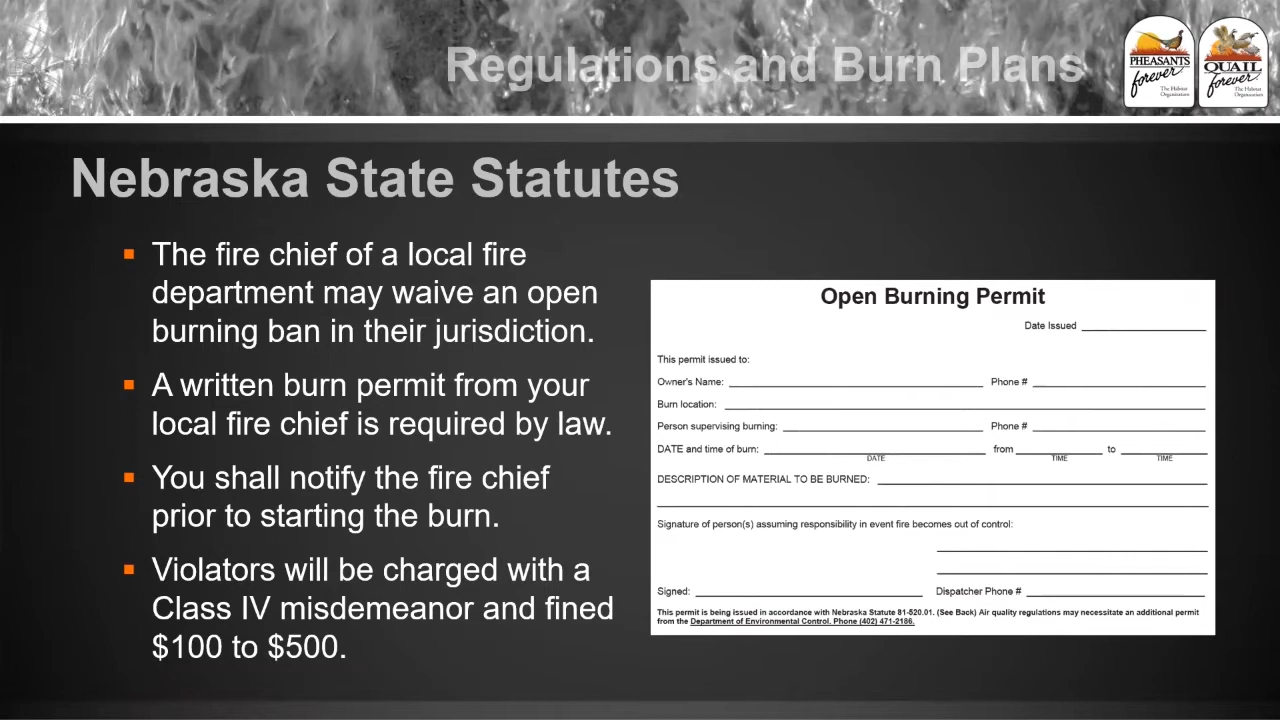 Regulations and Burn Plans
PHEASANTS
forever
The Habitat
Organization
QUAIL
forever
The Habitat
Organization
Nebraska State Statutes
The fire chief of a local fire
department may waive an open
burning ban in their jurisdiction.
A written burn permit from your
local fire chief is required by law.
You shall notify the fire chief
prior to starting the burn.
Violators will be charged with a
Class IV misdemeanor and fined
$100 to $500.
Open Burning Permit
Date Issued
This permit issued to:
Owner's Name: Phone #
Burn location:
Person supervising burning: Phone #
DATE and time of burn: from to
DATE TIME TIME
DESCRIPTION OF MATERIAL TO BE BURNED:
Signature of person(s) assuming responsibility in event fire becomes out of control:
Signed: Dispatcher Phone #
This permit is being issued in accordance with Nebraska Statute 81-520.01. (See Back) Air quality regulations may necessitate an additional permit
from the Department of Environmental Control. Phone (402) 471-2186.